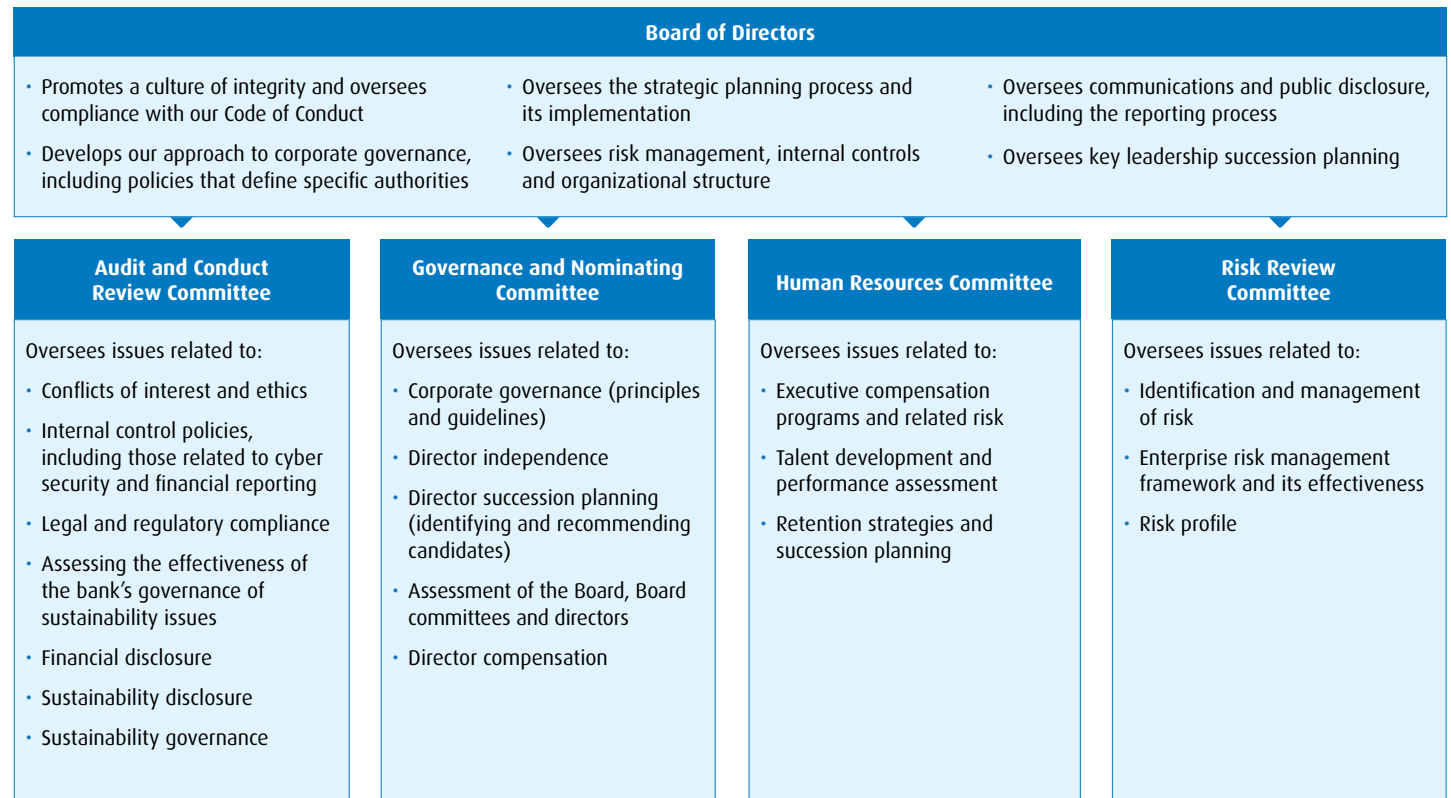 Board of Directors
• Promotes a culture of integrity and oversees
compliance with our Code of Conduct
• Develops our approach to corporate governance,
including policies that define specific authorities
• Oversees the strategic planning process and
its implementation
• Oversees risk management, internal controls
and organizational structure
• Oversees communications and public disclosure,
including the reporting process
• Oversees key leadership succession planning
Audit and Conduct
Review Committee
Oversees issues related to:
• Conflicts of interest and ethics
• Internal control policies,
including those related to cyber
security and financial reporting
• Legal and regulatory compliance
• Assessing the effectiveness of
the bank’s governance of
sustainability issues
• Financial disclosure
• Sustainability disclosure
• Sustainability governance
Governance and Nominating
Committee
Oversees issues related to:
• Corporate governance (principles
and guidelines)
• Director independence
• Director succession planning
(identifying and recommending
candidates)
• Assessment of the Board, Board
committees and directors
• Director compensation
Human Resources Committee
Oversees issues related to:
• Executive compensation
programs and related risk
• Talent development and
performance assessment
• Retention strategies and
succession planning
Risk Review
Committee
Oversees issues related to:
• Identification and management
of risk
• Enterprise risk management
framework and its effectiveness
• Risk profile